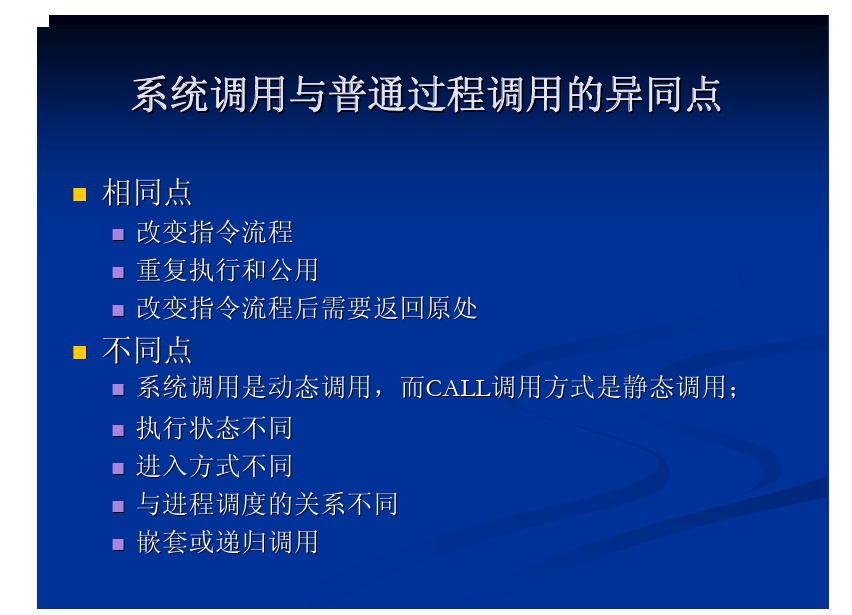 系统调用与普通过程调用的异同点
相同点
改变指令流程
重复执行和公用
改变指令流程后需要返回原处
不同点
系统调用是动态调用，而CALL调用方式是静态调用；
执行状态不同
进入方式不同
与进程调度的关系不同
嵌套或递归调用